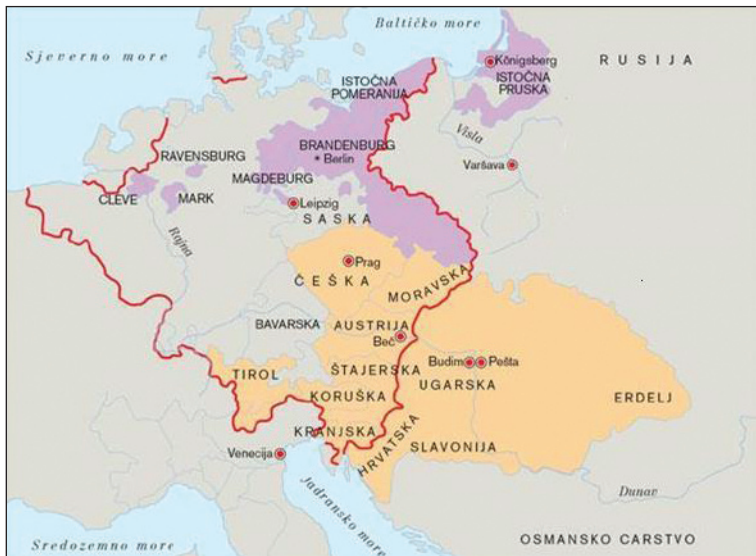 Baltičko more
Sjeverno more
RUSIJA
Königsberg
ISTOČNA
PRUSKA
ISTOČNA
POMERANIJA
Visla
BRANDENBURG
Berlin
Varšava
RAVENSBURG
MAGDEBURG
CLEVE
MARK
Leipzig
SASKA
Rajna
Prag
ČEŠKA
MORAVSKA
BAVARSKA
AUSTRIJA
Beč
Budim
Pešta
TIROL
ŠTAJERSKA
UGARSKA
KORUŠKA
ERDELJ
KRANJSKA
HRVATSKA
SLAVONIJA
Venecija
Jadransko more
Dunav
Sredozemno more
OSMANSKO CARSTVO